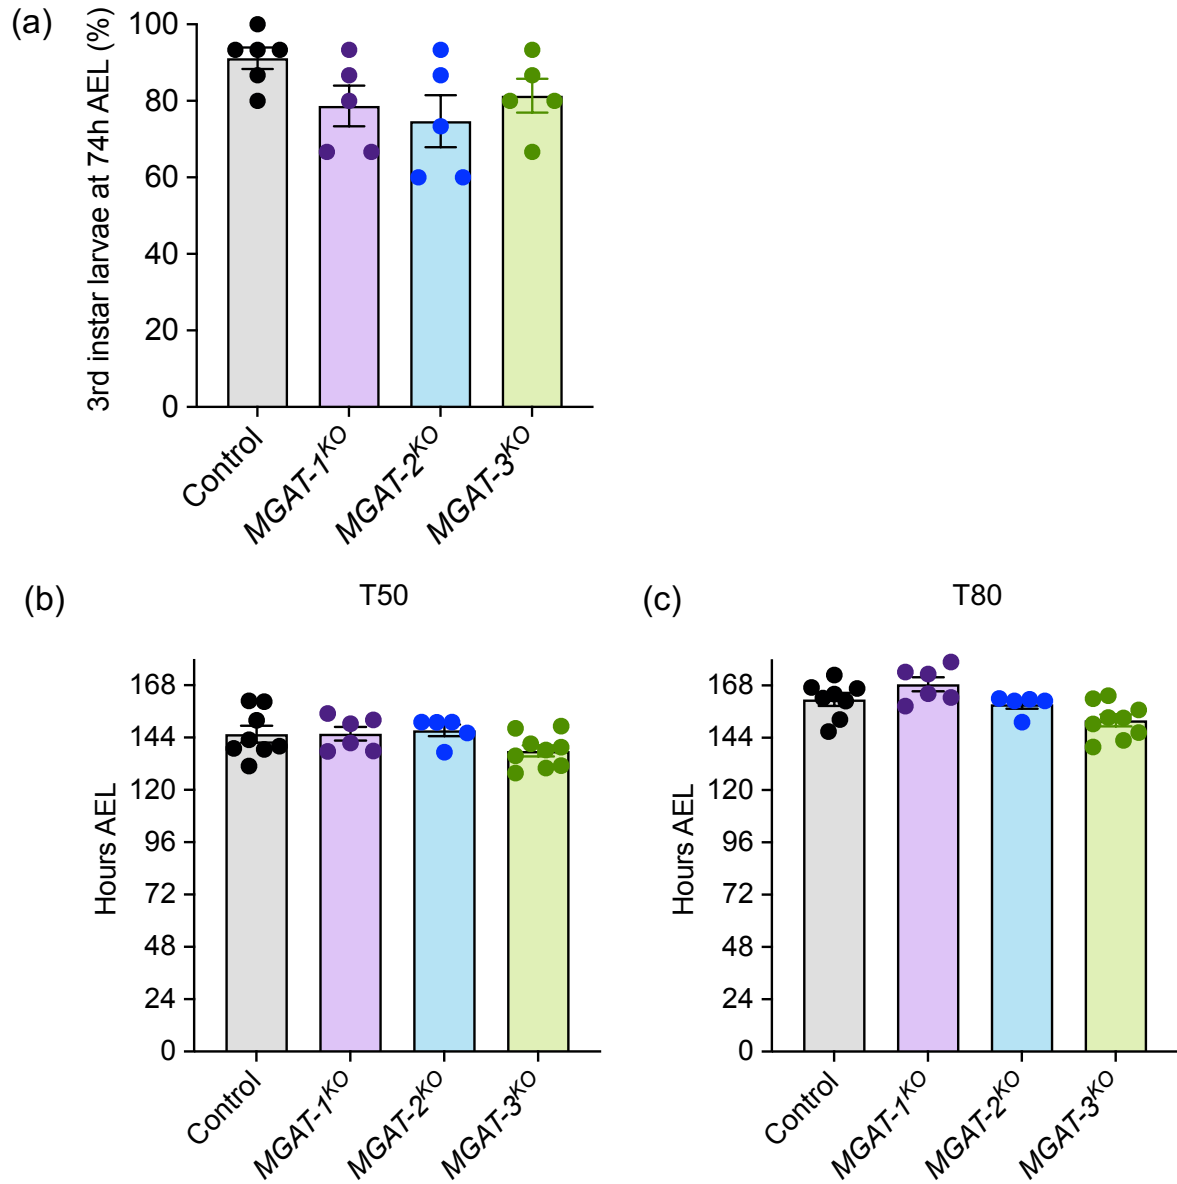 (a)
3rd instar larvae at 74h AEL (%)
100
80
60
40
20
0
Control
MGAT-1KO
MGAT-2KO
MGAT-3KO
(b)
T50
Hours AEL
168
144
120
96
72
48
24
0
Control
MGAT-1KO
MGAT-2KO
MGAT-3KO
(c)
T80
Hours AEL
168
144
120
96
72
48
24
0
Control
MGAT-1KO
MGAT-2KO
MGAT-3KO